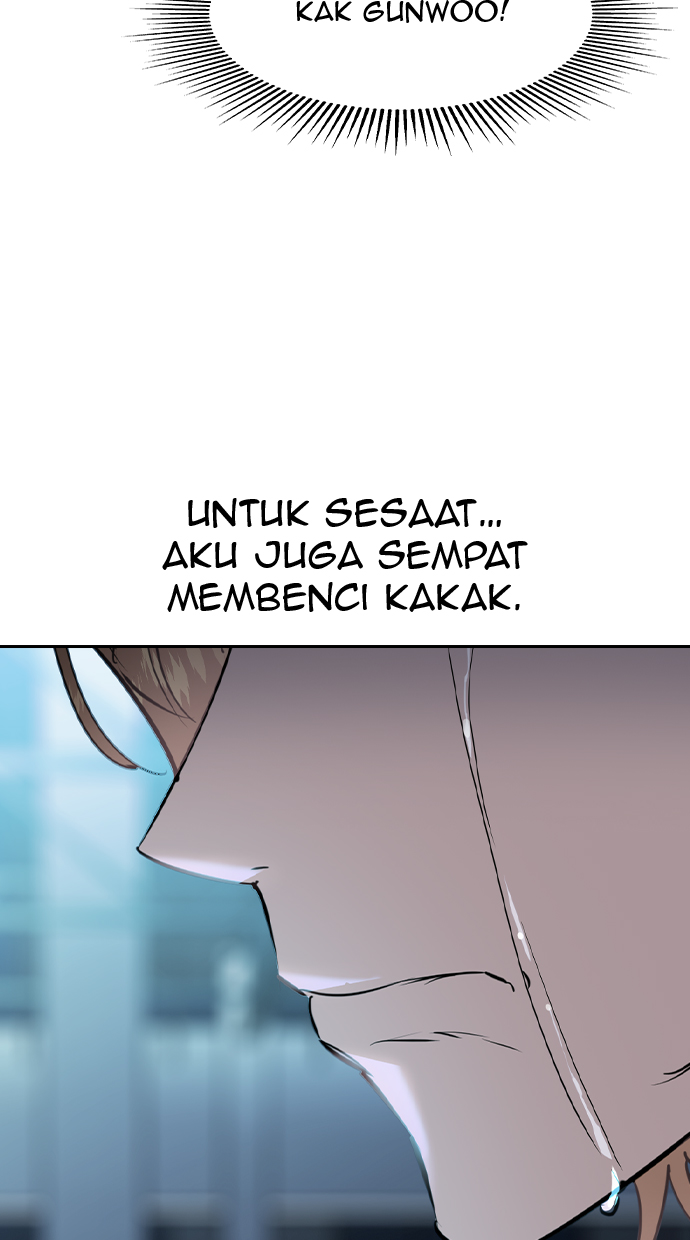 KAK GUNWOO!
UNTUK SESAAT...
AKU JUGA SEMPAT
MEMBENCI KAKAK.